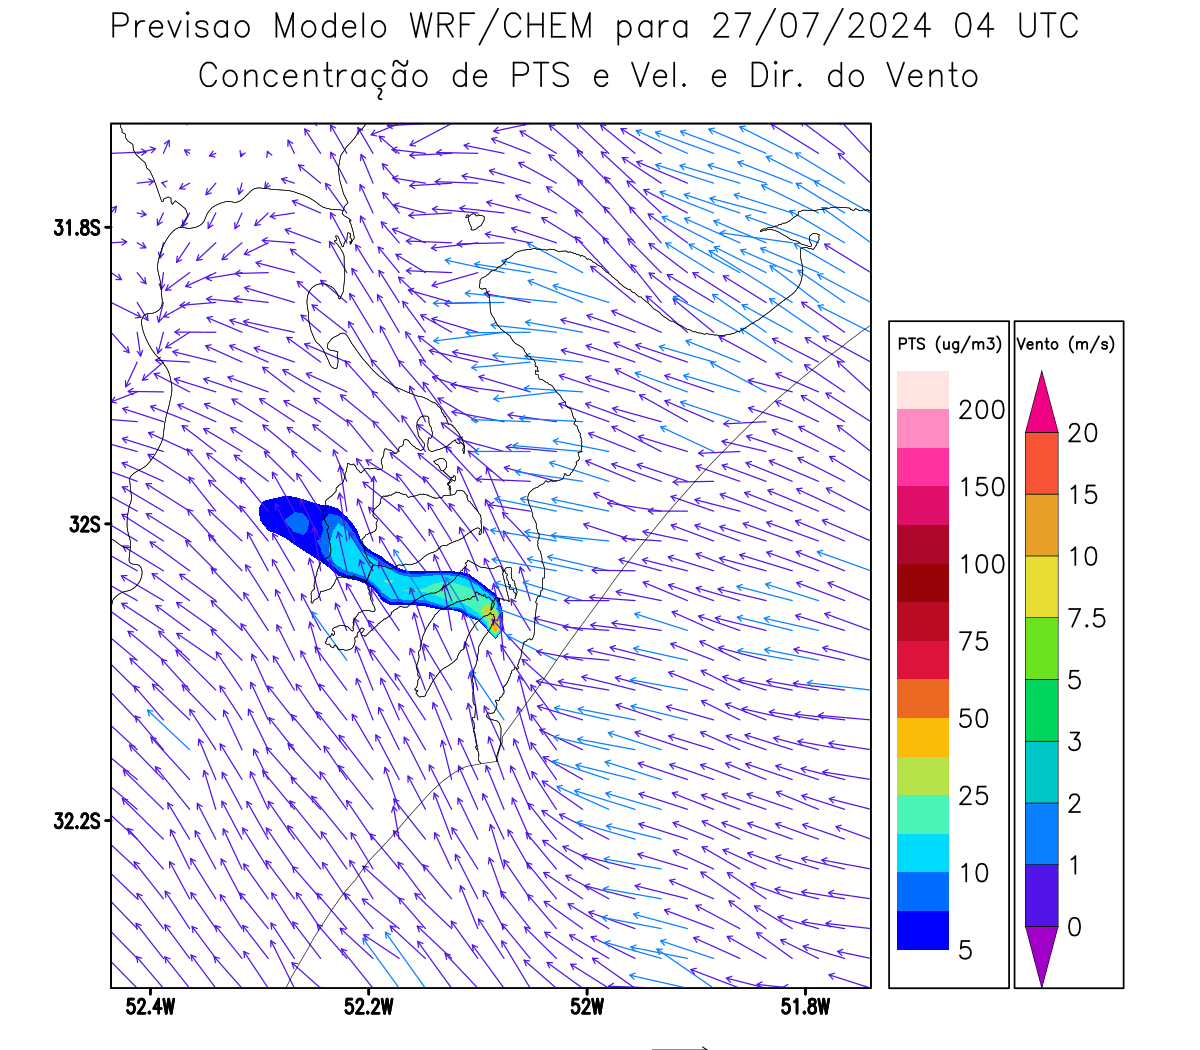 Previsao Modelo WRF/CHEM para 27/07/2024 04 UTC
Concentração de PTS e Vel. e Dir. do Vento
31.8S
32S
32.2S
52.4W
52.2W
52W
51.8W
PTS (ug/m3)
200
150
100
75
50
25
10
5
Vento (m/s)
20
15
10
7.5
5
3
2
1
0